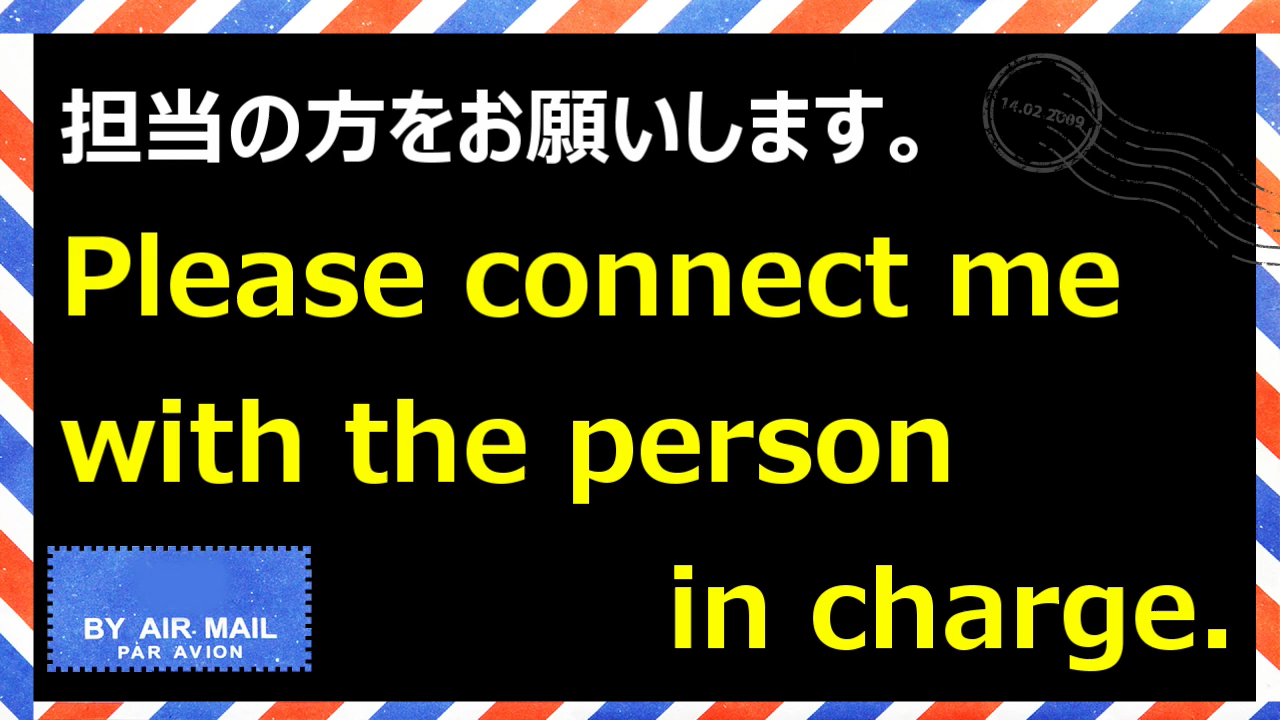 担当の方をお願いします。
14.02 2009
Please connect me
with the person
in charge.
BY AIR MAIL
PAR AVION